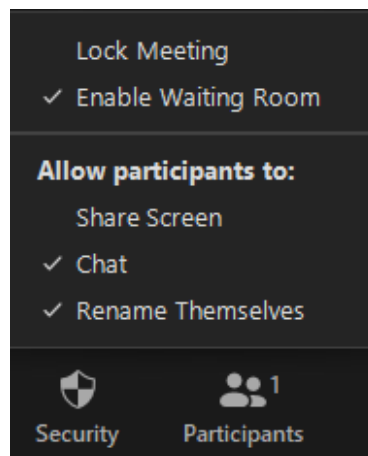 Lock Meeting
✓ Enable Waiting Room
Allow participants to:
Share Screen
✓ Chat
✓ Rename Themselves
1
Security Participants